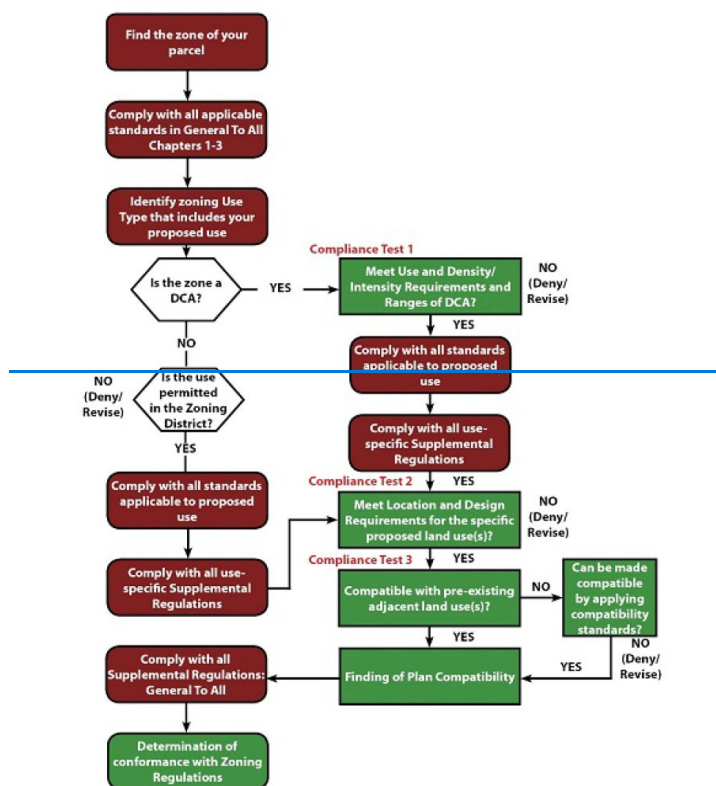 Find the zone of your
parcel
Comply with all applicable
standards in General To All
Chapters 1-3
Identify zoning Use
Type that includes your
proposed use
Compliance Test 1
Is the zone a
DCA?
YES
Meet Use and Density/
Intensity Requirements and
Ranges of DCA?
NO
(Deny/
Revise)
YES
NO
Comply with all standards
applicable to proposed
use
NO
(Deny/
Revise)
Is the use
permitted
in the Zoning
District?
YES
Comply with all use-
specific Supplemental
Regulations
YES
Compliance Test 2
Comply with all standards
applicable to proposed
use
Meet Location and Design
Requirements for the specific
proposed land use(s)?
NO
(Deny/
Revise)
YES
Compliance Test 3
Comply with all use-
specific Supplemental
Regulations
Compatible with pre-existing
adjacent land use(s)?
NO
Can be made
compatible
by applying
compatibility
standards?
YES
NO
(Deny/
Revise)
YES
Comply with all
Supplemental Regulations:
General To All
Finding of Plan Compatibility
Determination of
conformance with Zoning
Regulations